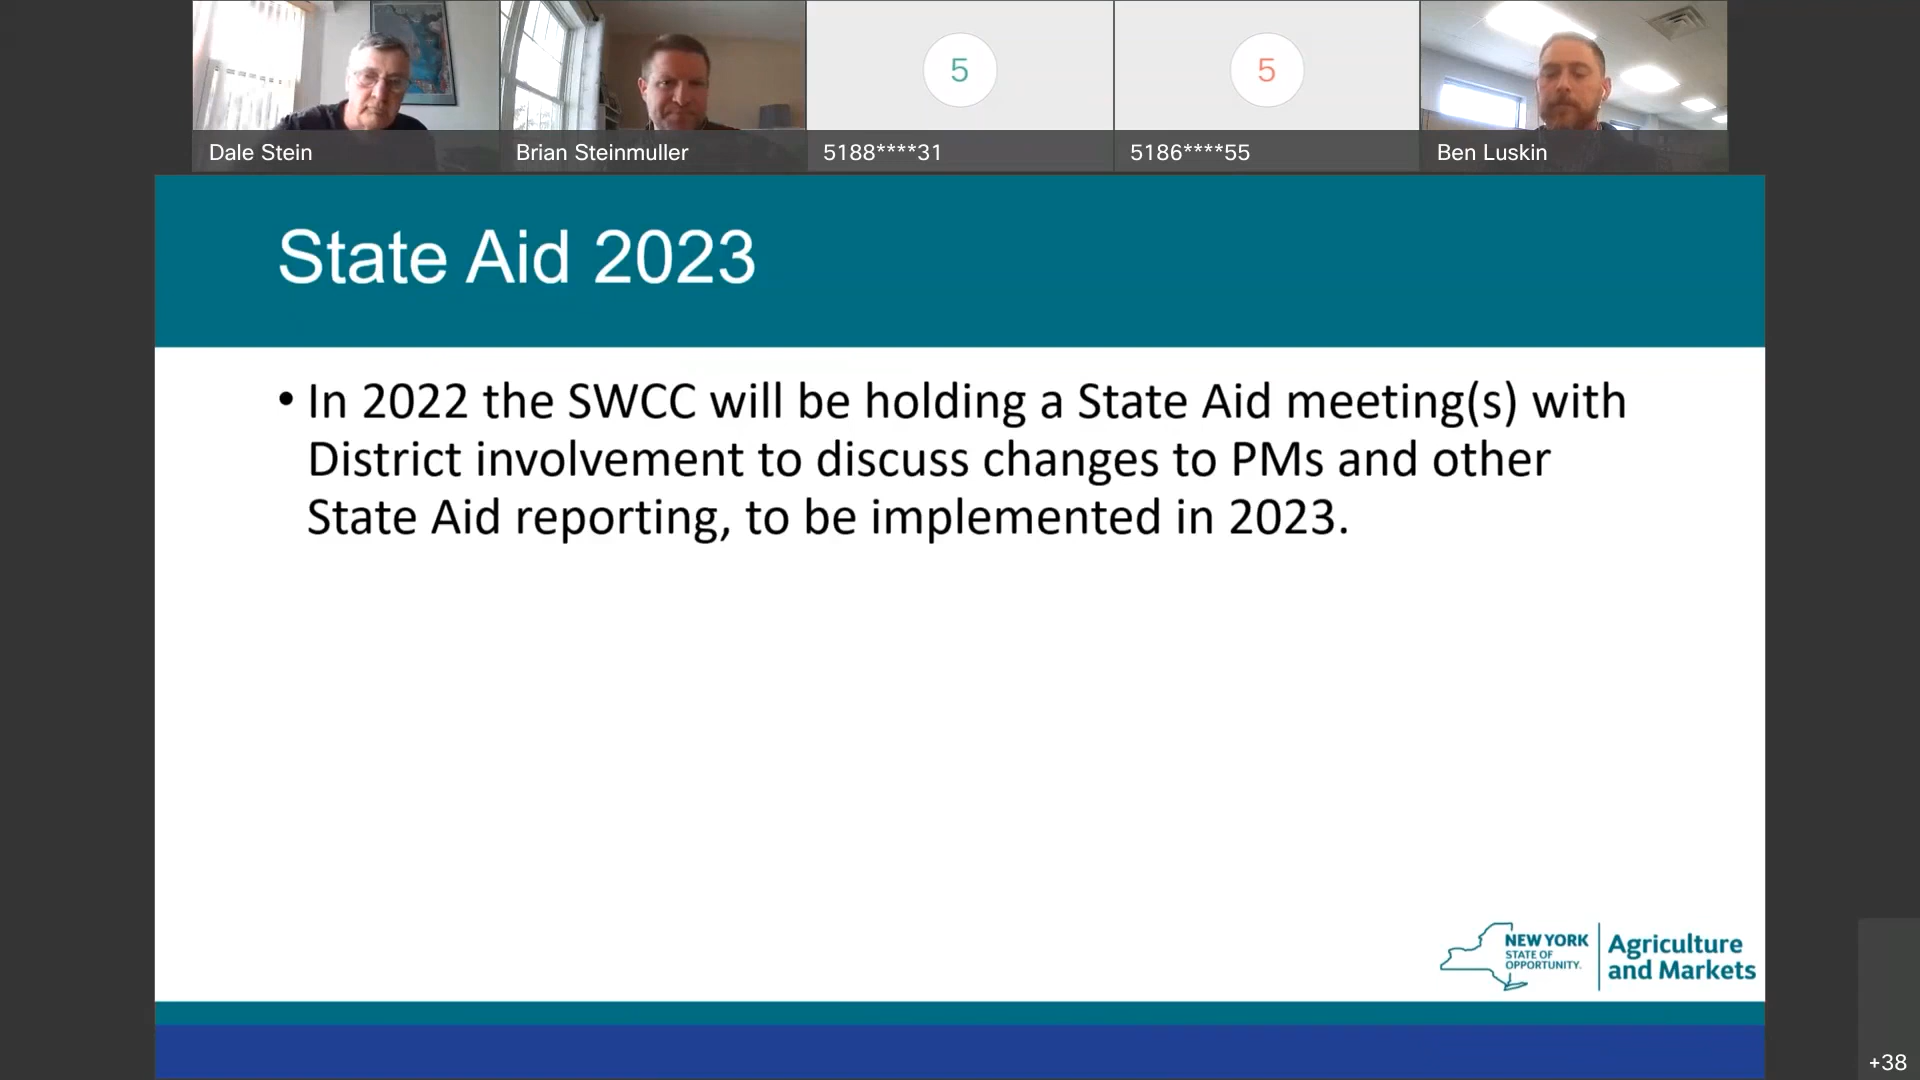 5
5
Dale Stein
Brian Steinmuller
5188****31
5186****55
Ben Luskin
State Aid 2023
• In 2022 the SWCC will be holding a State Aid meeting(s) with
District involvement to discuss changes to PMs and other
State Aid reporting, to be implemented in 2023.
NEW YORK
STATE OF
OPPORTUNITY.
Agriculture
and Markets
+38